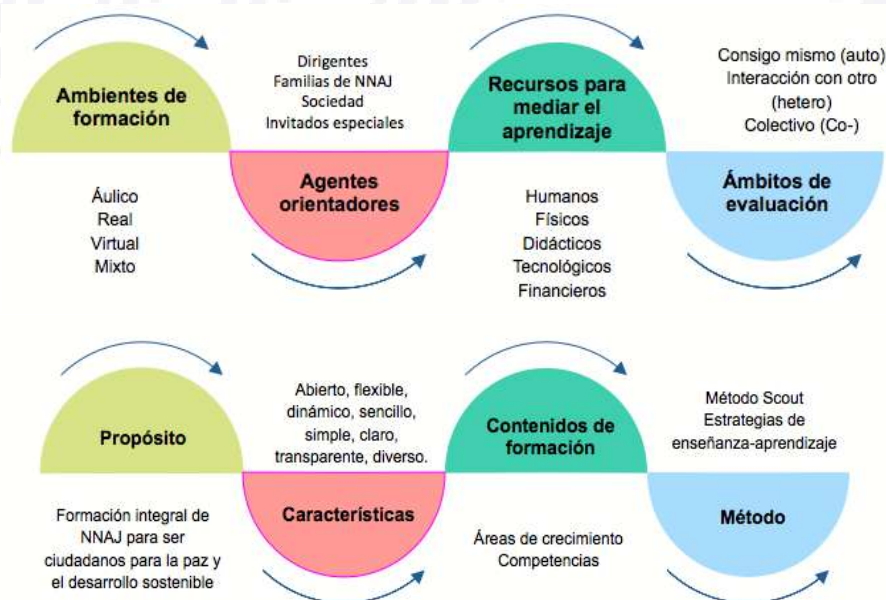 Ambientes de
formación
Áulico
Real
Virtual
Mixto
Dirigentes
Familias de NNAJ
Sociedad
Invitados especiales
Agentes
orientadores
Recursos para
mediar el
aprendizaje
Humanos
Físicos
Didácticos
Tecnológicos
Financieros
Consigo mismo (auto)
Interacción con otro
(hetero)
Colectivo (Co-)
Ámbitos de
evaluación
Propósito
Formación integral de
NNAJ para ser
ciudadanos para la paz y
el desarrollo sostenible
Abierto, flexible,
dinámico, sencillo,
simple, claro,
transparente, diverso.
Características
Contenidos de
formación
Áreas de crecimiento
Competencias
Método Scout
Estrategias de
enseñanza-aprendizaje
Método